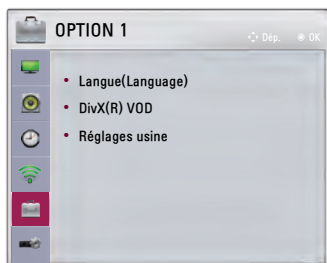 OPTION 1
Dép. OK
• Langue(Language)
• DivX(R) VOD
• Réglages usine